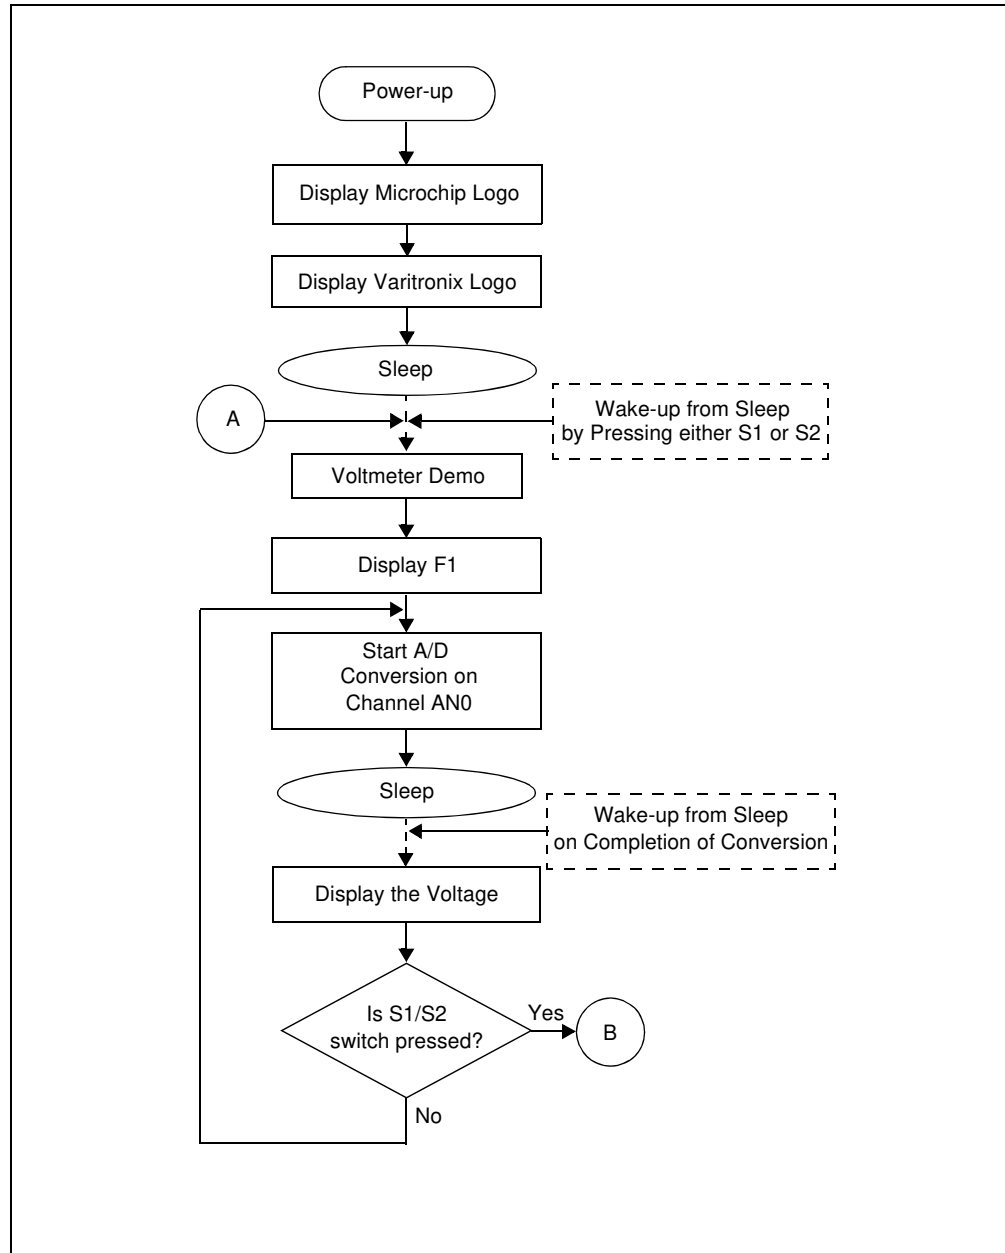 Power-up
Display Microchip Logo
Display Varitronix Logo
Sleep
A
Wake-up from Sleep
by Pressing either S1 or S2
Voltmeter Demo
Display F1
Start A/D
Conversion on
Channel AN0
Sleep
Wake-up from Sleep
on Completion of Conversion
Display the Voltage
Is S1/S2
switch pressed?
Yes
B
No